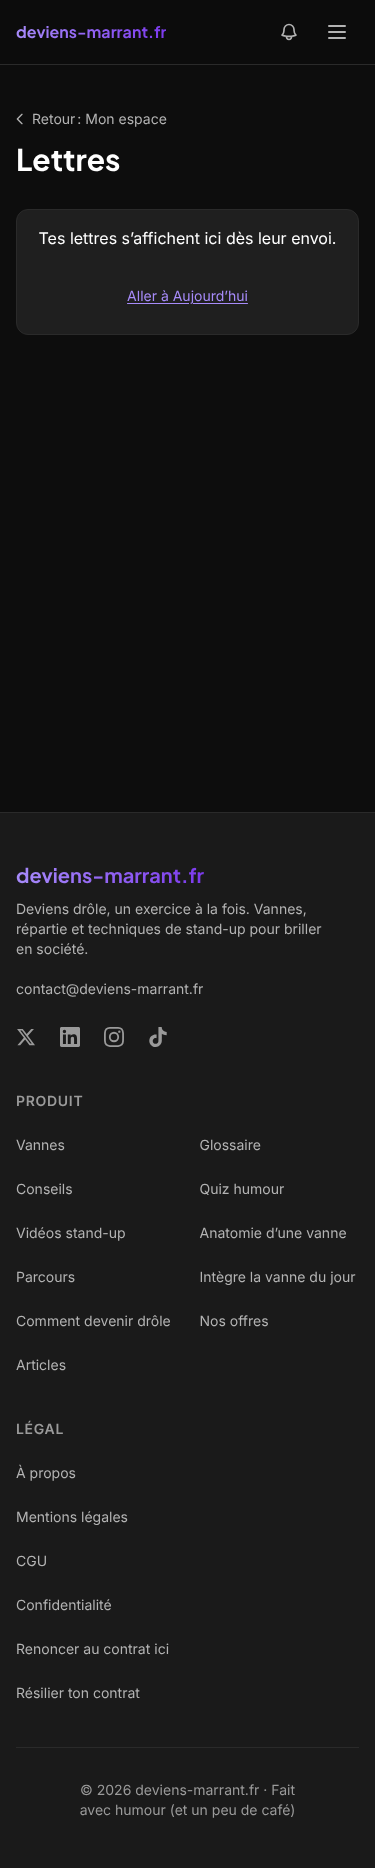 deviens-marrant.fr
Retour : Mon espace
Lettres
Tes lettres s’affichent ici dès leur envoi.
Aller à Aujourd’hui
deviens-marrant.fr
Deviens drôle, un exercice à la fois. Vannes,
répartie et techniques de stand-up pour briller
en société.
contact@deviens-marrant.fr
PRODUIT
Vannes
Glossaire
Conseils
Quiz humour
Vidéos stand-up
Anatomie d’une vanne
Parcours
Intègre la vanne du jour
Comment devenir drôle
Nos offres
Articles
LÉGAL
À propos
Mentions légales
CGU
Confidentialité
Renoncer au contrat ici
Résilier ton contrat
© 2026 deviens-marrant.fr · Fait
avec humour (et un peu de café)